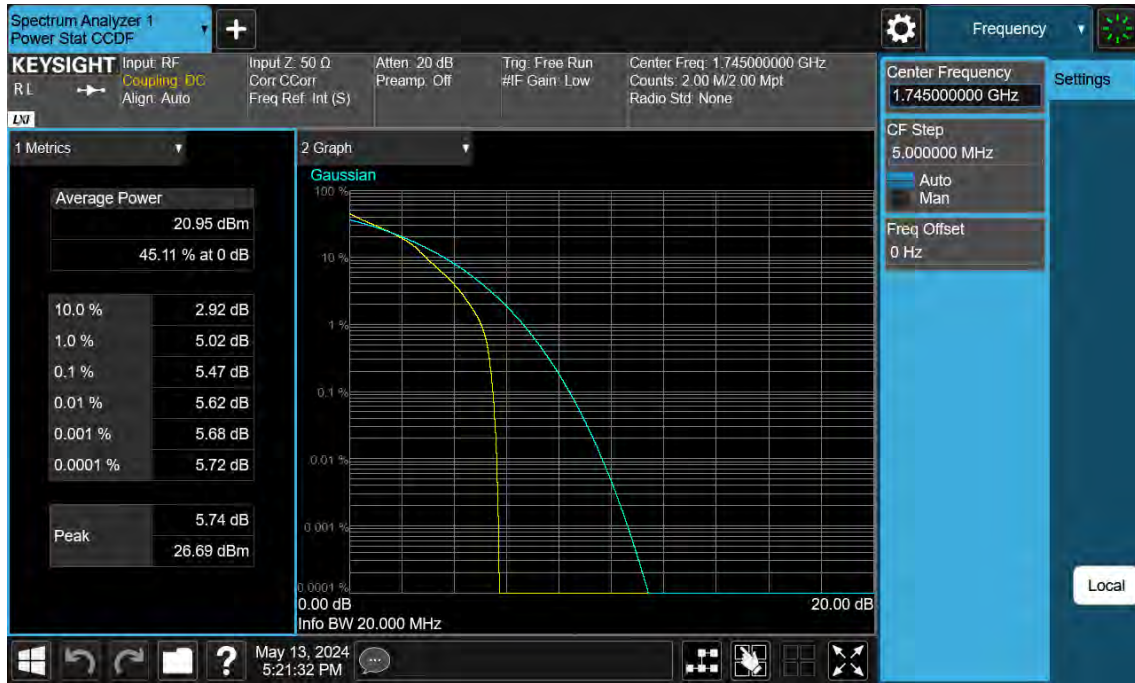 Spectrum Analyzer 1
Power Stat CCDF
Frequency
KEYSIGHT
R L
LXI
Input: RF
Coupling: DC
Align: Auto
Input Z: 50 Ω
Corr CCorr
Freq Ref: Int (S)
Atten: 20 dB
Preamp: Off
Trig: Free Run
#IF Gain: Low
Center Freq: 1.745000000 GHz
Counts: 2.00 M/2.00 Mpt
Radio Std: None
Center Frequency
1.745000000 GHz
Settings
CF Step
5.000000 MHz
Auto
Man
Freq Offset
0 Hz
Local
1 Metrics
Average Power
20.95 dBm
45.11 % at 0 dB
10.0 % 2.92 dB
1.0 % 5.02 dB
0.1 % 5.47 dB
0.01 % 5.62 dB
0.001 % 5.68 dB
0.0001 % 5.72 dB
Peak
5.74 dB
26.69 dBm
2 Graph
Gaussian
100 %
10 %
1 %
0.1 %
0.01 %
0.001 %
0.0001 %
0.00 dB
20.00 dB
Info BW 20.000 MHz
?
May 13, 2024
5:21:32 PM